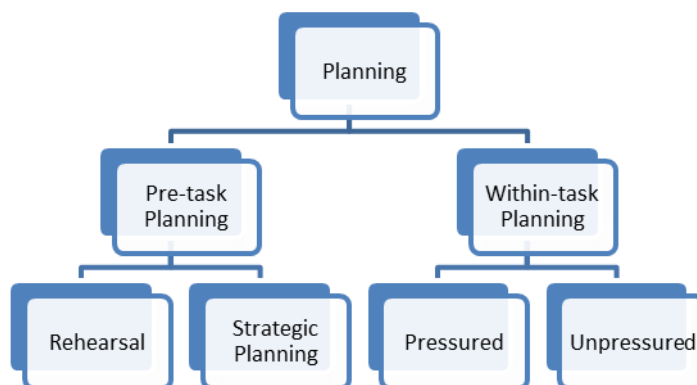 Planning
Pre-task
Planning
Within-task
Planning
Rehearsal
Strategic
Planning
Pressured
Unpressured